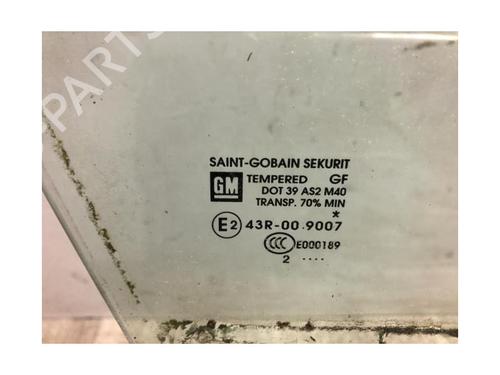 SAINT-GOBAIN SEKURIT
GM TEMPERED GF
DOT 39 AS2 M40
TRANSP. 70% MIN
*
E2 43R-00.9007
CCC E000189
2 ....